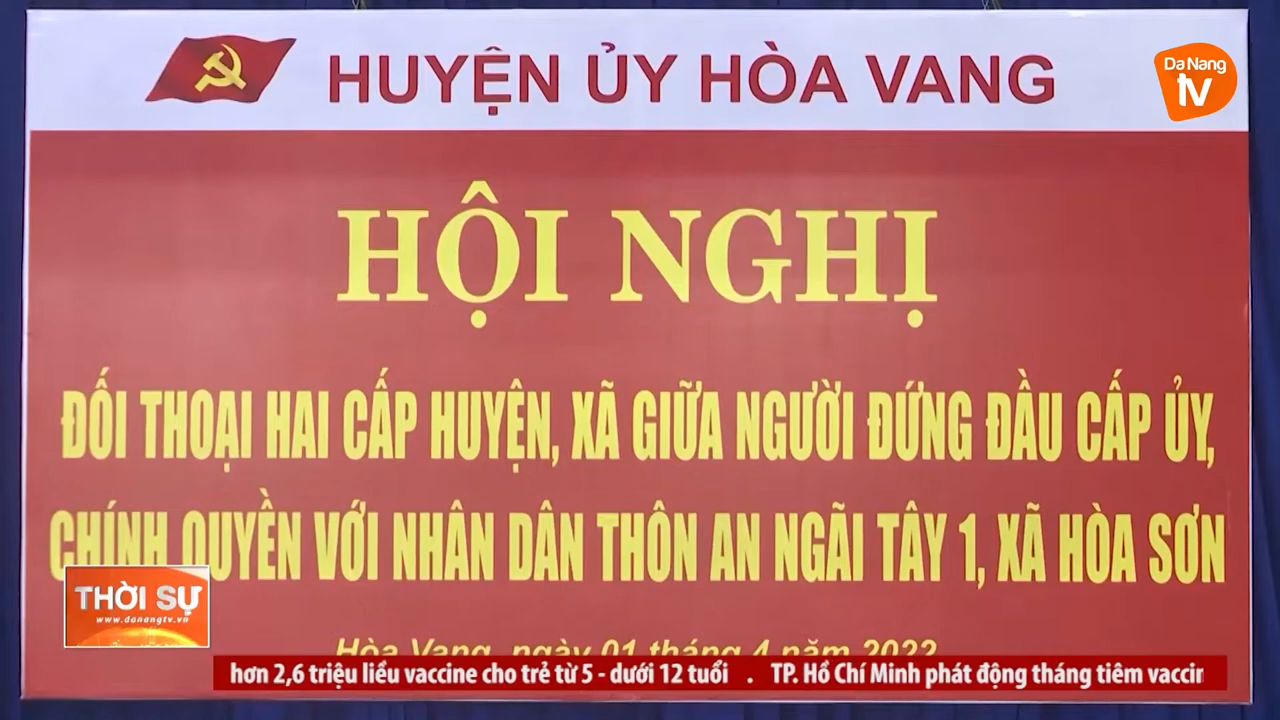 HUYỆN ỦY HÒA VANG
Da Nang
tv
HỘI NGHỊ
ĐỐI THOẠI HAI CẤP HUYỆN, XÃ GIỮA NGƯỜI ĐỨNG ĐẦU CẤP ỦY,
CHÍNH QUYỀN VỚI NHÂN DÂN THÔN AN NGÃI TÂY 1, XÃ HÒA SƠN
Hòa Vang, ngày 01 tháng 4 năm 2022
THỜI SỰ
www.danangtv.vn
hơn 2,6 triệu liều vaccine cho trẻ từ 5 - dưới 12 tuổi . TP. Hồ Chí Minh phát động tháng tiêm vaccin